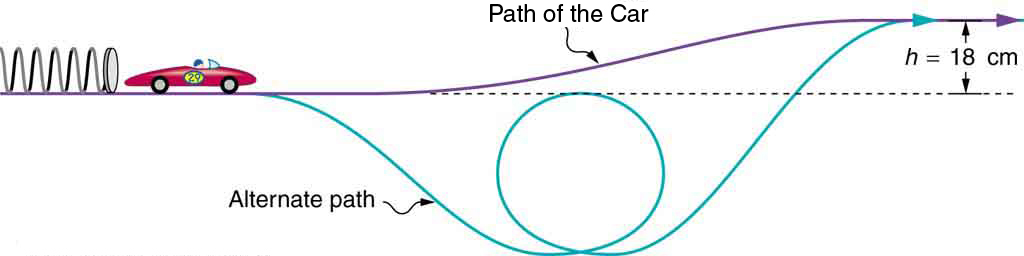 Path of the Car
29
h = 18 cm
Alternate path